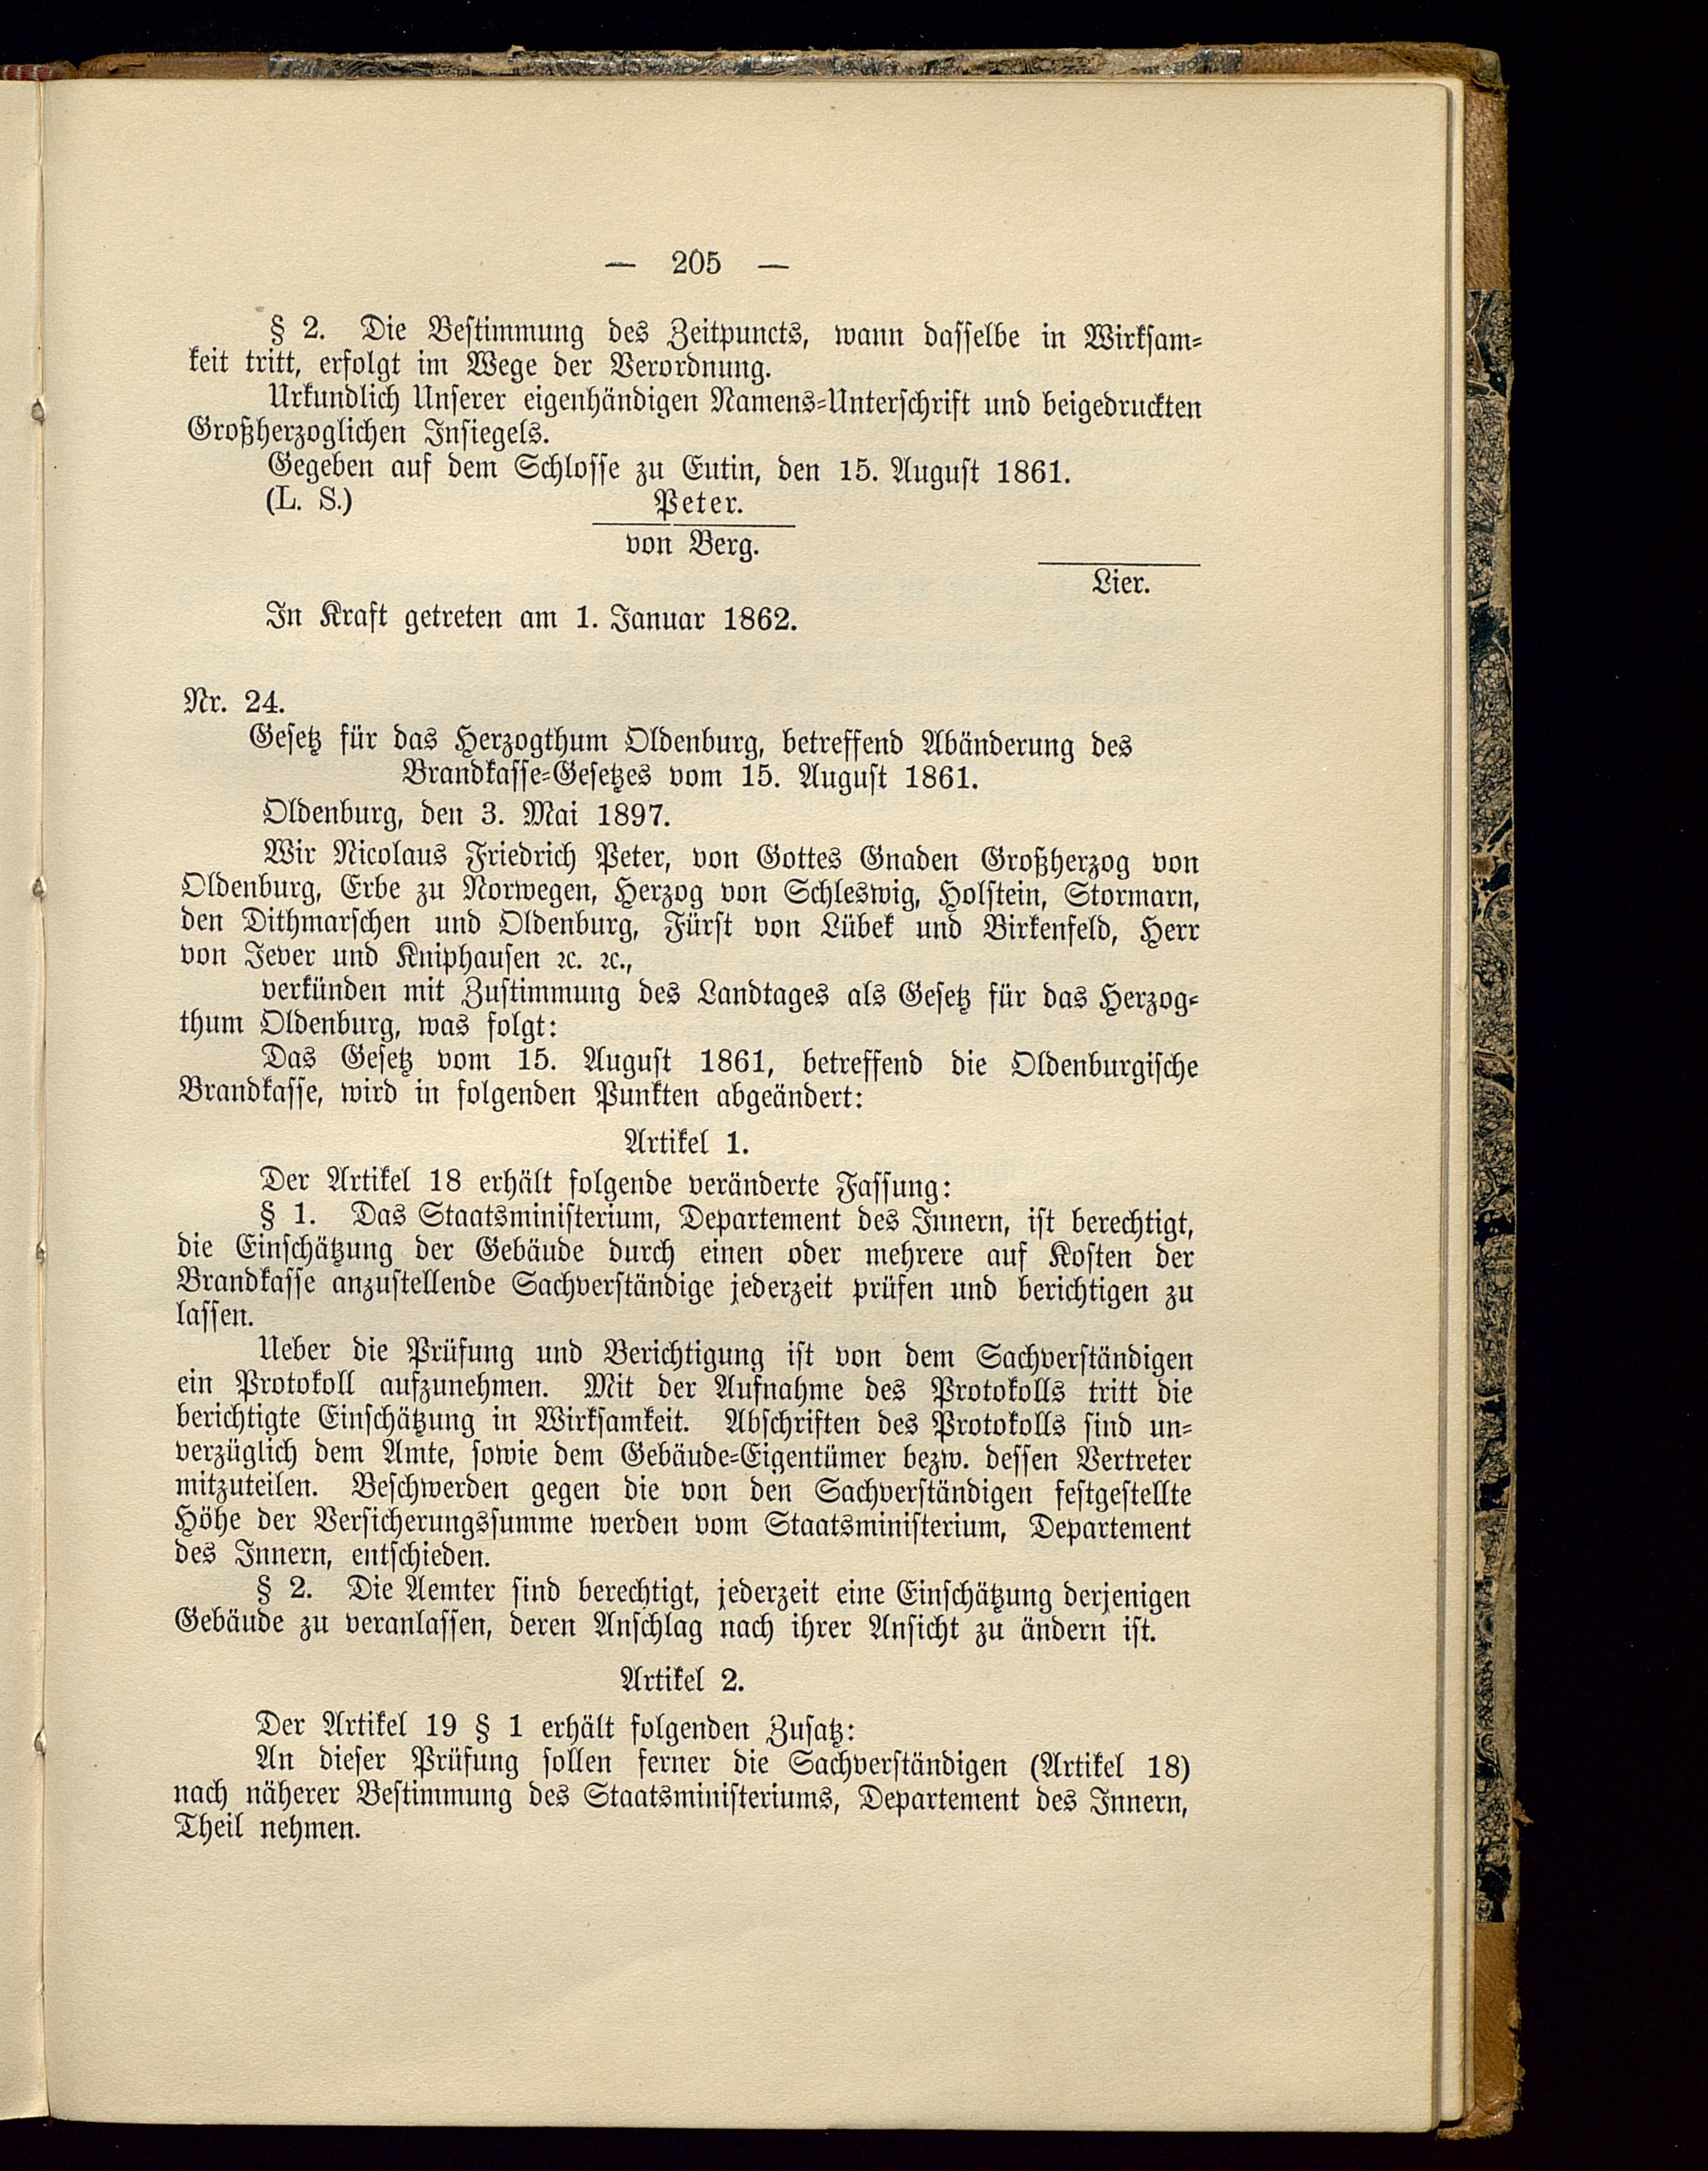 — 205 —
§ 2. Die Bestimmung des Zeitpuncts, wann dasselbe in Wirksam-
keit tritt, erfolgt im Wege der Verordnung.
Urkundlich Unserer eigenhändigen Namens-Unterschrift und beigedruckten
Großherzoglichen Insiegels.
Gegeben auf dem Schlosse zu Eutin, den 15. August 1861.
(L. S.) Peter.
von Berg.
Lier.
In Kraft getreten am 1. Januar 1862.
Nr. 24.
Gesetz für das Herzogthum Oldenburg, betreffend Abänderung des
Brandkasse-Gesetzes vom 15. August 1861.
Oldenburg, den 3. Mai 1897.
Wir Nicolaus Friedrich Peter, von Gottes Gnaden Großherzog von
Oldenburg, Erbe zu Norwegen, Herzog von Schleswig, Holstein, Stormarn,
den Dithmarschen und Oldenburg, Fürst von Lübek und Birkenfeld, Herr
von Jever und Kniphausen ꝛc. ꝛc.,
verkünden mit Zustimmung des Landtages als Gesetz für das Herzog-
thum Oldenburg, was folgt:
Das Gesetz vom 15. August 1861, betreffend die Oldenburgische
Brandkasse, wird in folgenden Punkten abgeändert:
Artikel 1.
Der Artikel 18 erhält folgende veränderte Fassung:
§ 1. Das Staatsministerium, Departement des Innern, ist berechtigt,
die Einschätzung der Gebäude durch einen oder mehrere auf Kosten der
Brandkasse anzustellende Sachverständige jederzeit prüfen und berichtigen zu
lassen.
Ueber die Prüfung und Berichtigung ist von dem Sachverständigen
ein Protokoll aufzunehmen. Mit der Aufnahme des Protokolls tritt die
berichtigte Einschätzung in Wirksamkeit. Abschriften des Protokolls sind un-
verzüglich dem Amte, sowie dem Gebäude-Eigentümer bezw. dessen Vertreter
mitzuteilen. Beschwerden gegen die von den Sachverständigen festgestellte
Höhe der Versicherungssumme werden vom Staatsministerium, Departement
des Innern, entschieden.
§ 2. Die Aemter sind berechtigt, jederzeit eine Einschätzung derjenigen
Gebäude zu veranlassen, deren Anschlag nach ihrer Ansicht zu ändern ist.
Artikel 2.
Der Artikel 19 § 1 erhält folgenden Zusatz:
An dieser Prüfung sollen ferner die Sachverständigen (Artikel 18)
nach näherer Bestimmung des Staatsministeriums, Departement des Innern,
Theil nehmen.